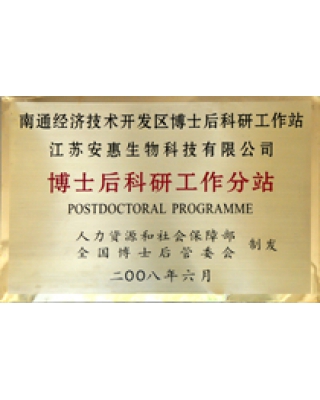 南通经济技术开发区博士后科研工作站
江苏安惠生物科技有限公司
博士后科研工作分站
POSTDOCTORAL PROGRAMME
人力资源和社会保障部
全国博士后管委会
制发
二〇〇八年六月